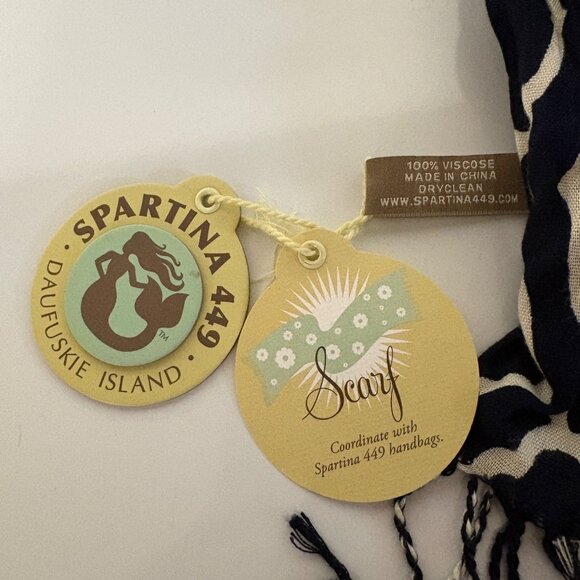 · SPARTINA 449 ·
DAUFUSKIE ISLAND
TM
Scarf
Coordinate with
Spartina 449 handbags.
100% VISCOSE
MADE IN CHINA
DRYCLEAN
WWW.SPARTINA449.COM